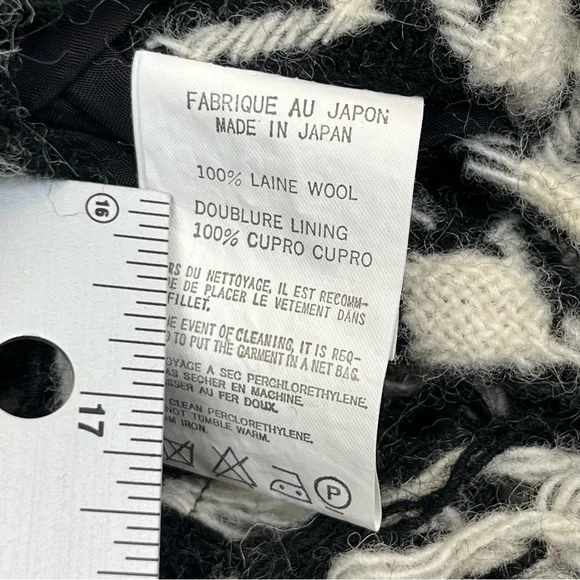 FABRIQUE AU JAPON
MADE IN JAPAN
100% LAINE WOOL
DOUBLURE LINING
100% CUPRO CUPRO
RS DU NETTOYAGE, IL EST RECOMM-
DE DE PLACER LE VETEMENT DANS
FILLET.
E EVENT OF CLEANING, IT IS REQ-
D TO PUT THE GARMENT IN A NET BAG.
TOYAGE A SEC PERCHLORETHYLENE.
AS SECHER EN MACHINE.
ASSER AU FER DOUX.
CLEAN PERCLORETHYLENE.
NOT TUMBLE WARM.
M IRON.
P
16
17